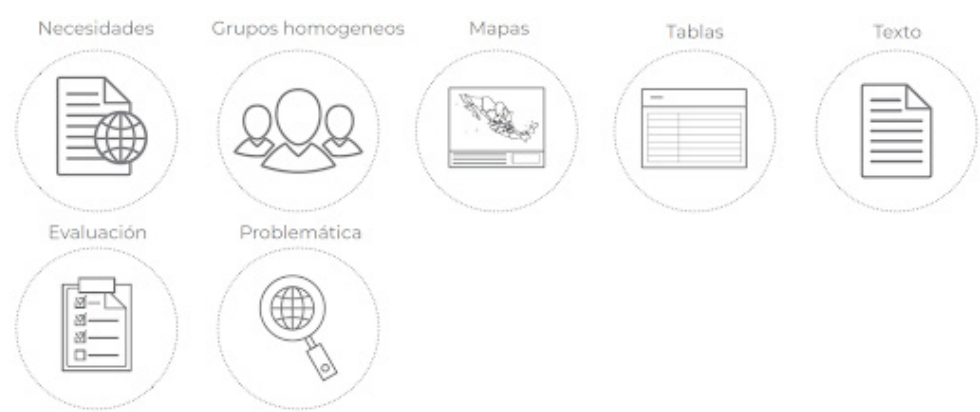 Necesidades
Grupos homogeneos
Mapas
Tablas
Texto
Evaluación
Problemática